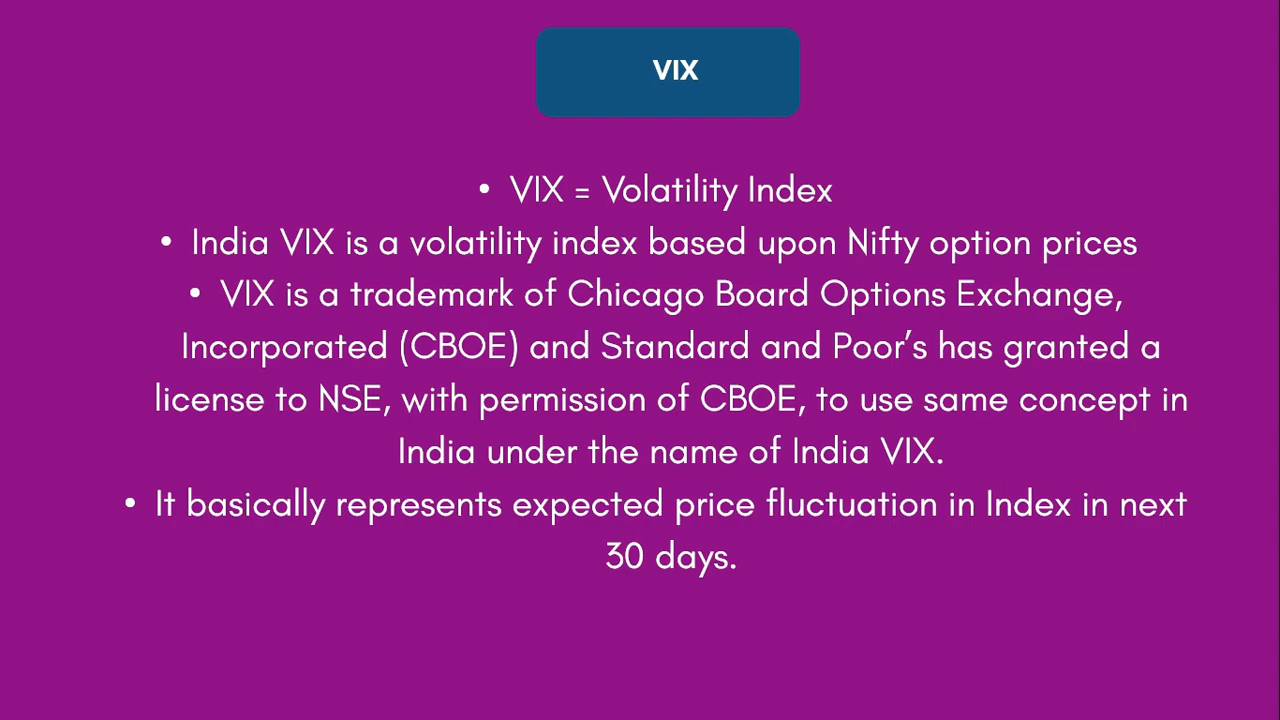 VIX
• VIX = Volatility Index
• India VIX is a volatility index based upon Nifty option prices
• VIX is a trademark of Chicago Board Options Exchange,
Incorporated (CBOE) and Standard and Poor’s has granted a
license to NSE, with permission of CBOE, to use same concept in
India under the name of India VIX.
• It basically represents expected price fluctuation in Index in next
30 days.